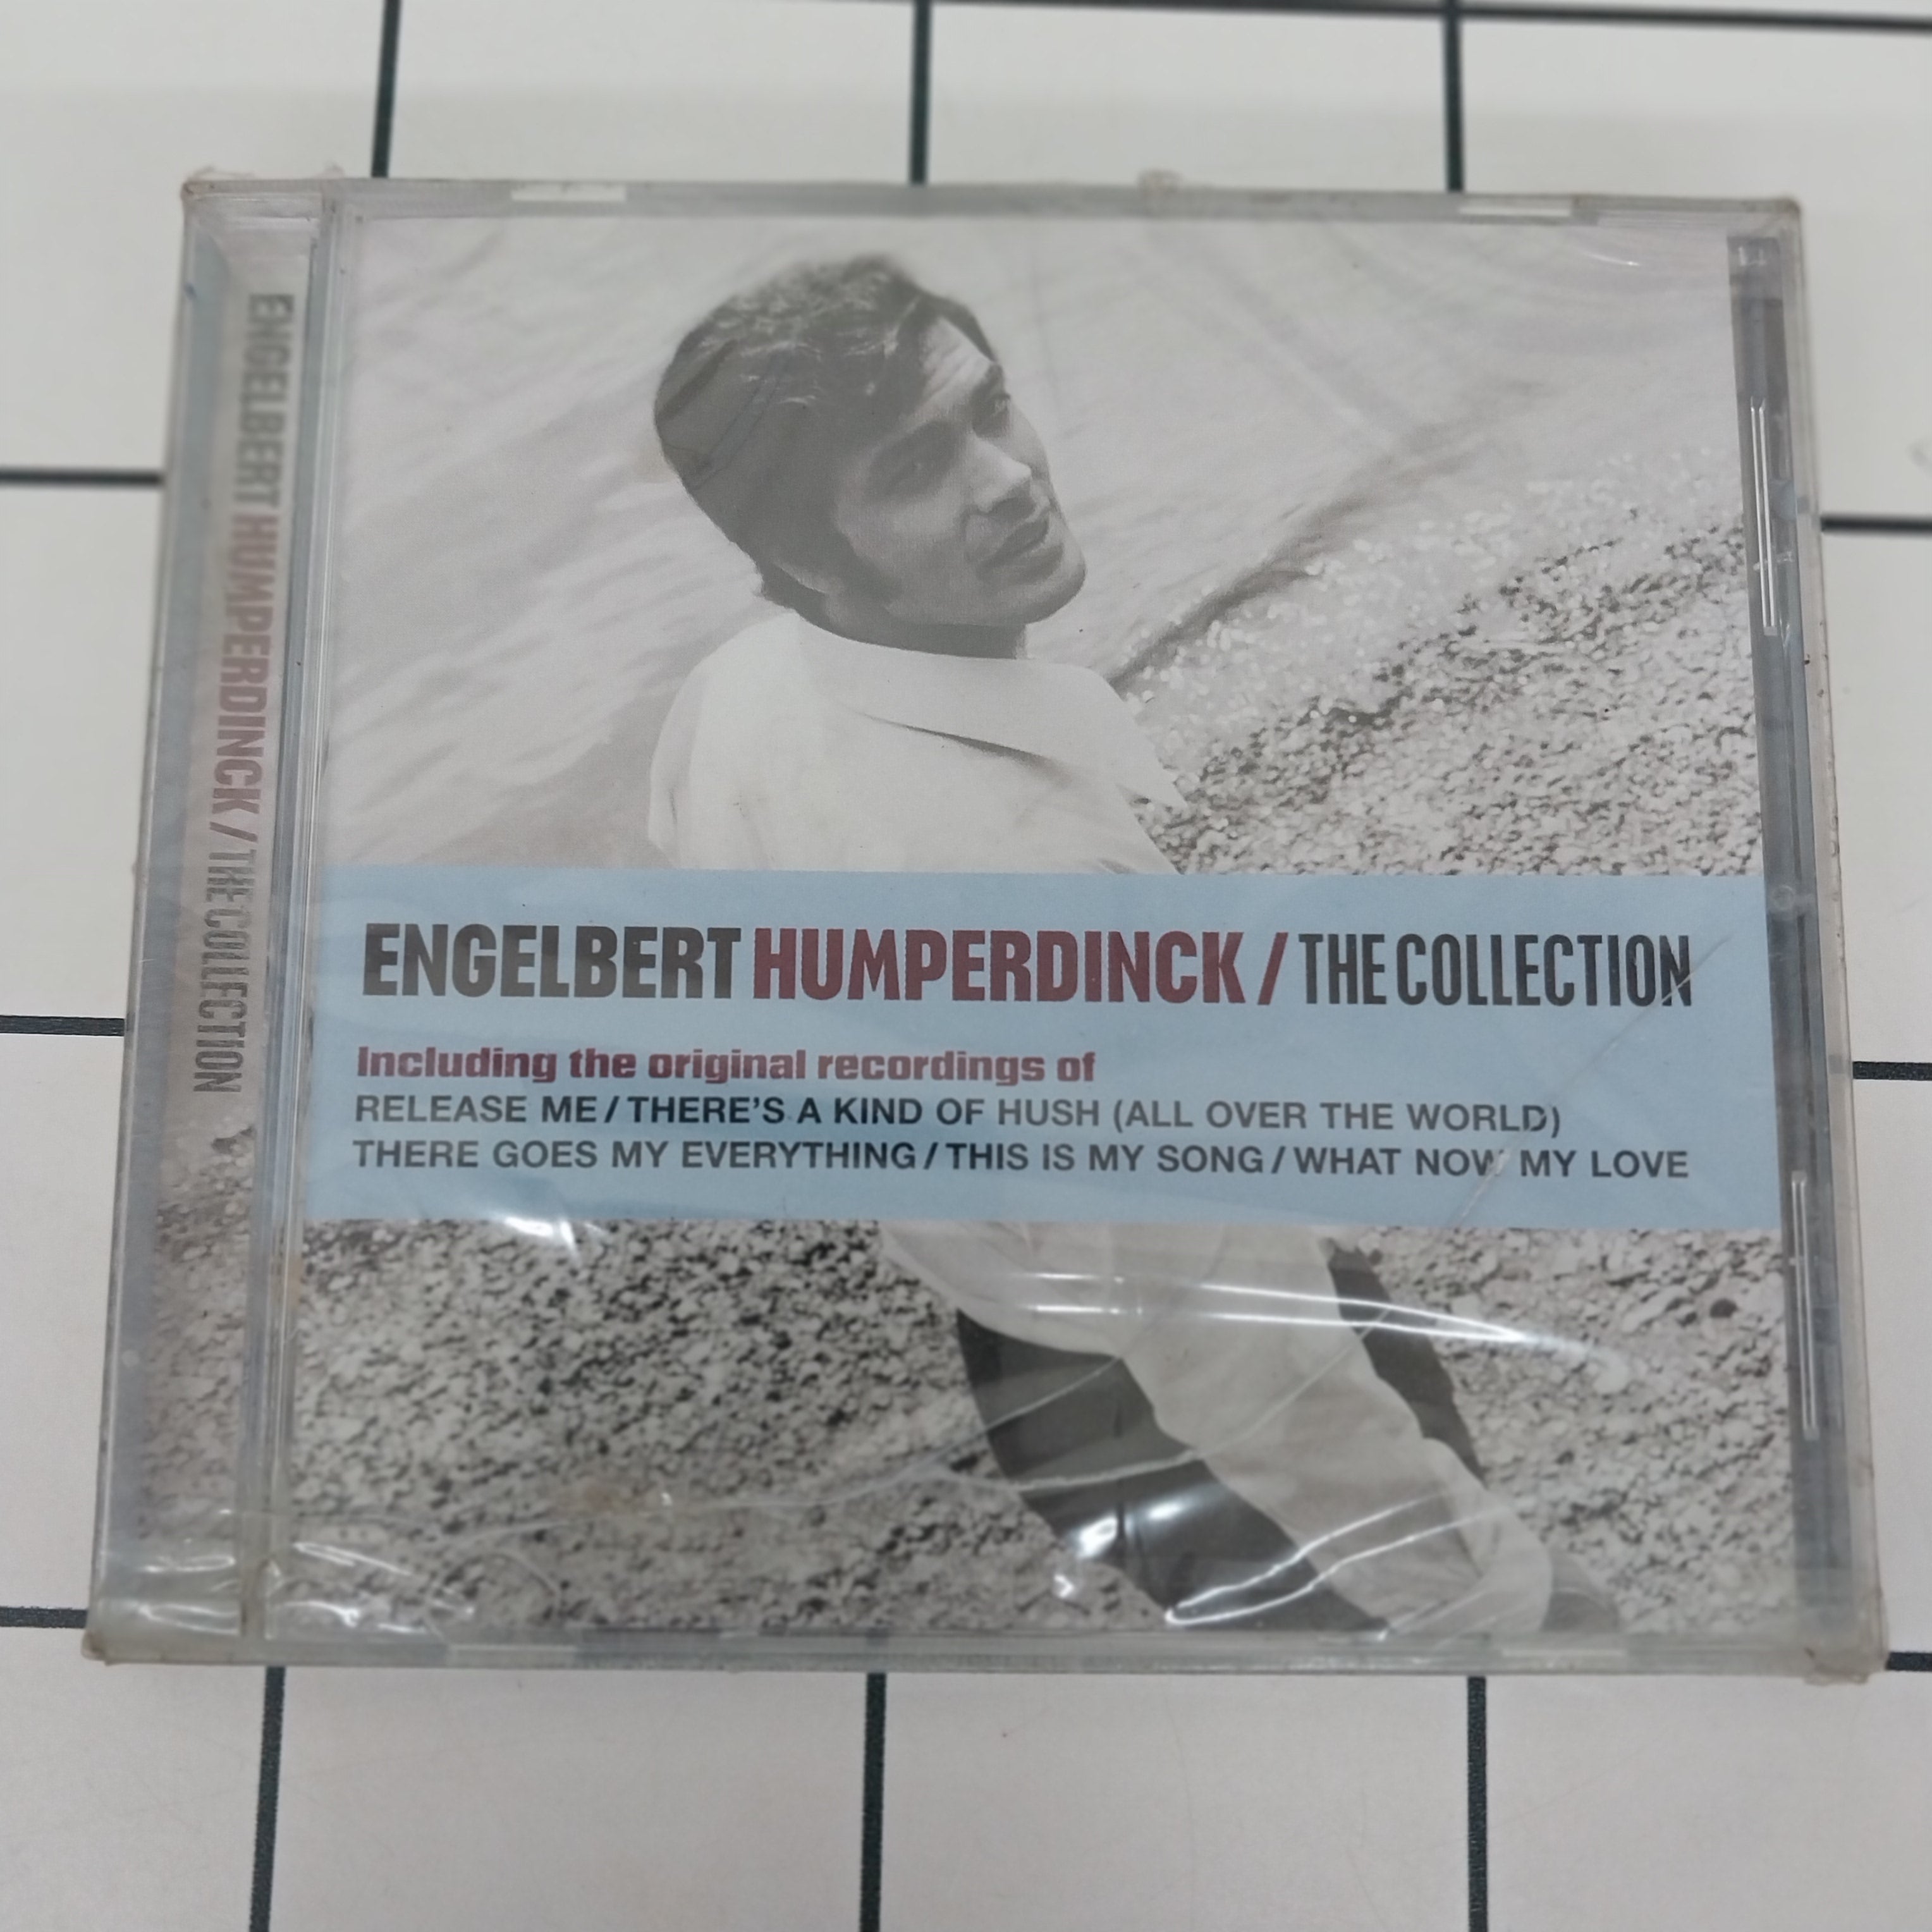 ENGELBERT HUMPERDINCK / THE COLLECTION
ENGELBERT HUMPERDINCK / THE COLLECTION
Including the original recordings of
RELEASE ME / THERE'S A KIND OF HUSH (ALL OVER THE WORLD)
THERE GOES MY EVERYTHING / THIS IS MY SONG / WHAT NOW MY LOVE